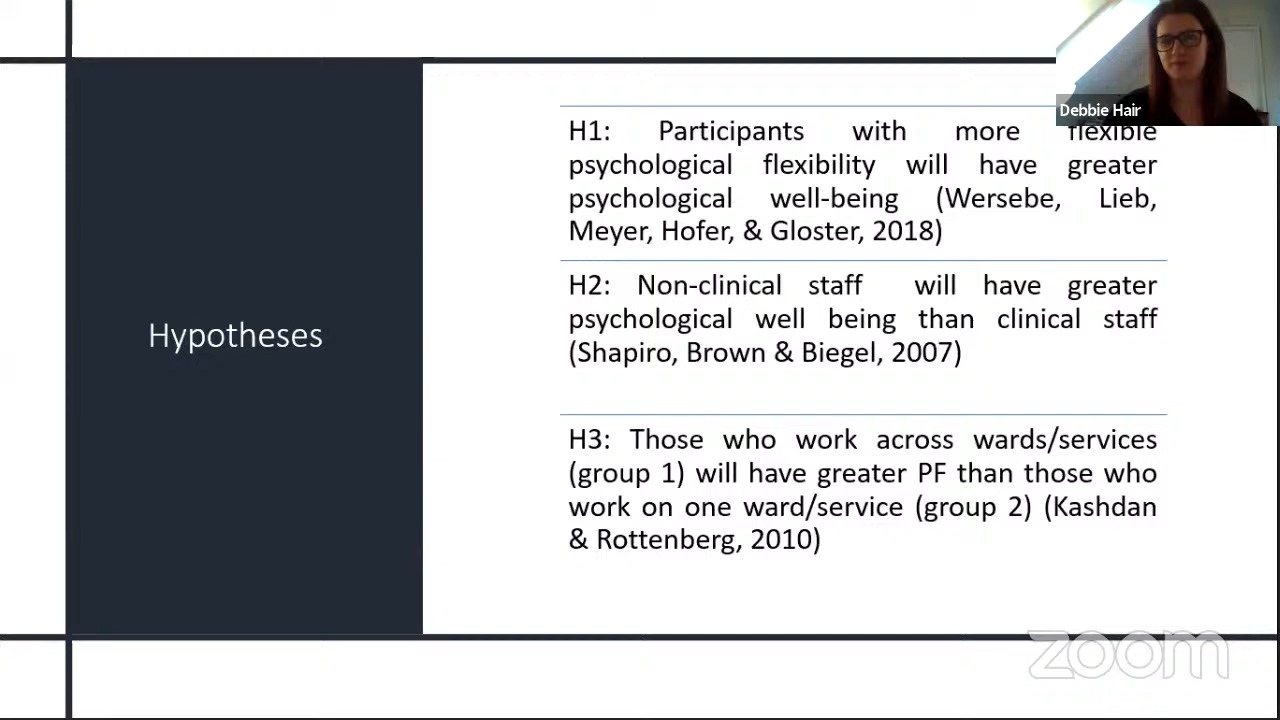 Debbie Hair
H1: Participants with more flexible
psychological flexibility will have greater
psychological well-being (Wersebe, Lieb,
Meyer, Hofer, & Gloster, 2018)
H2: Non-clinical staff will have greater
psychological well being than clinical staff
(Shapiro, Brown & Biegel, 2007)
Hypotheses
H3: Those who work across wards/services
(group 1) will have greater PF than those who
work on one ward/service (group 2) (Kashdan
& Rottenberg, 2010)
zoom